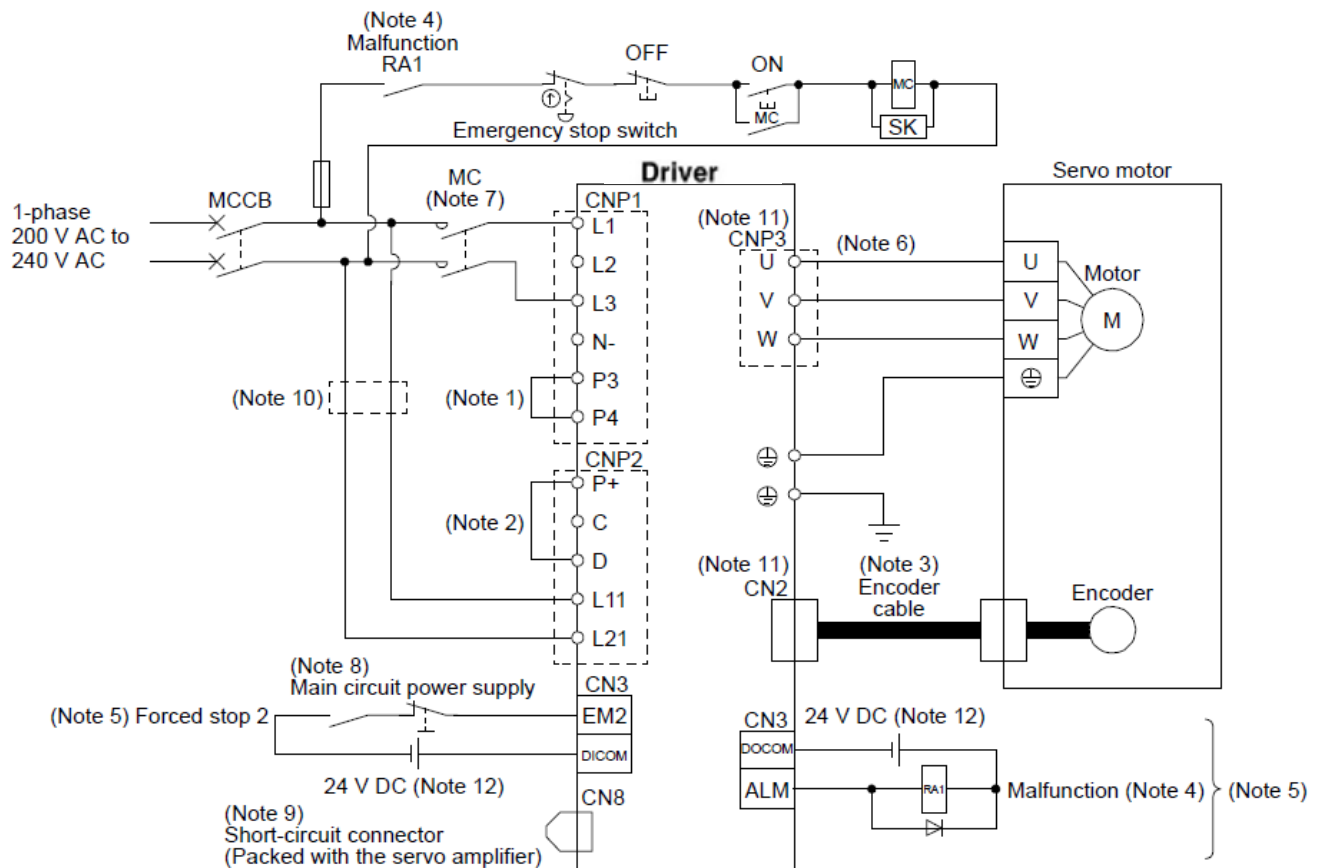 (Note 4)
Malfunction
RA1
OFF
ON
MC
MC
SK
Emergency stop switch
Driver
Servo motor
MCCB
MC
(Note 7)
CNP1
1-phase
200 V AC to
240 V AC
L1
L2
L3
N-
P3
P4
(Note 11)
CNP3
(Note 6)
U
V
W
U
V
W
Motor
M
(Note 10)
(Note 1)
CNP2
P+
C
D
L11
L21
(Note 2)
(Note 11)
CN2
(Note 3)
Encoder
cable
Encoder
(Note 8)
Main circuit power supply
CN3
(Note 5) Forced stop 2
EM2
DICOM
24 V DC (Note 12)
CN3
24 V DC (Note 12)
DOCOM
ALM
RA1
Malfunction (Note 4)
(Note 5)
(Note 9)
CN8
Short-circuit connector
(Packed with the servo amplifier)